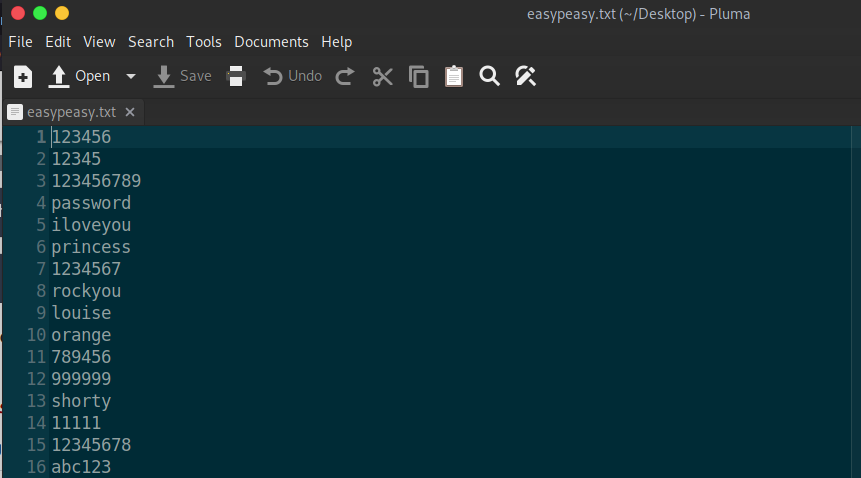 easypeasy.txt (~/Desktop) - Pluma
File Edit View Search Tools Documents Help
Open Save Undo
easypeasy.txt
1 123456
2 12345
3 123456789
4 password
5 iloveyou
6 princess
7 1234567
8 rockyou
9 louise
10 orange
11 789456
12 999999
13 shorty
14 11111
15 12345678
16 abc123